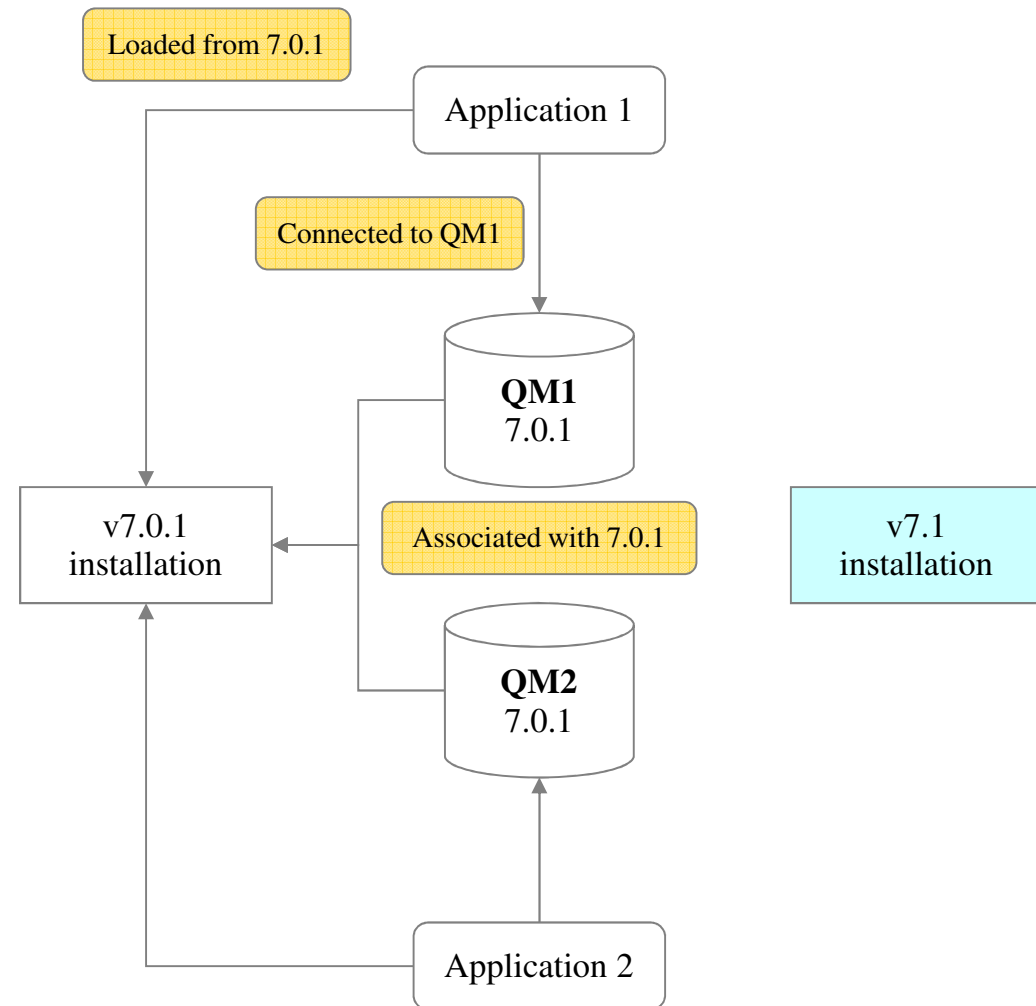 Loaded from 7.0.1
Application 1
Connected to QM1
QM1
7.0.1
v7.0.1
installation
Associated with 7.0.1
v7.1
installation
QM2
7.0.1
Application 2